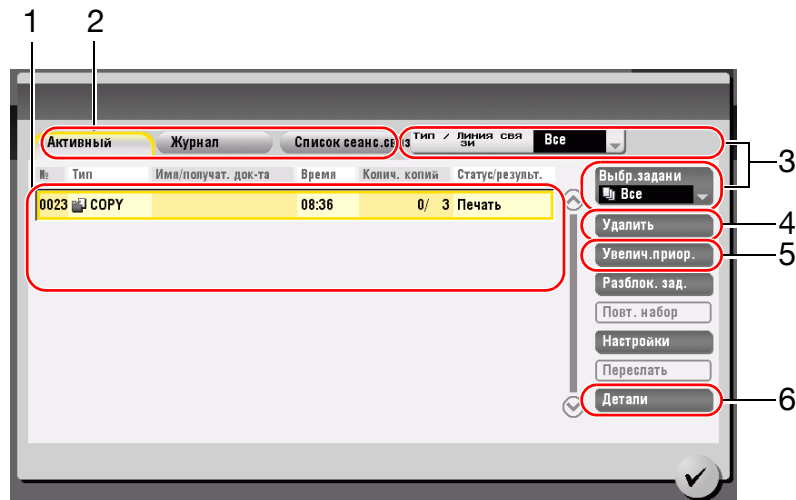 1
2
Активный Журнал Список сеанс.связ Тип / линия свя
зи Все
№ Тип Имя/получат. док-та Время Колич. копий Статус/результ.
0023 COPY 08:36 0/ 3 Печать
Выбр.задани
Все
3
Удалить
4
Увелич.приор.
5
Разблок. зад.
Повт. набор
Настройки
Переслать
Детали
6